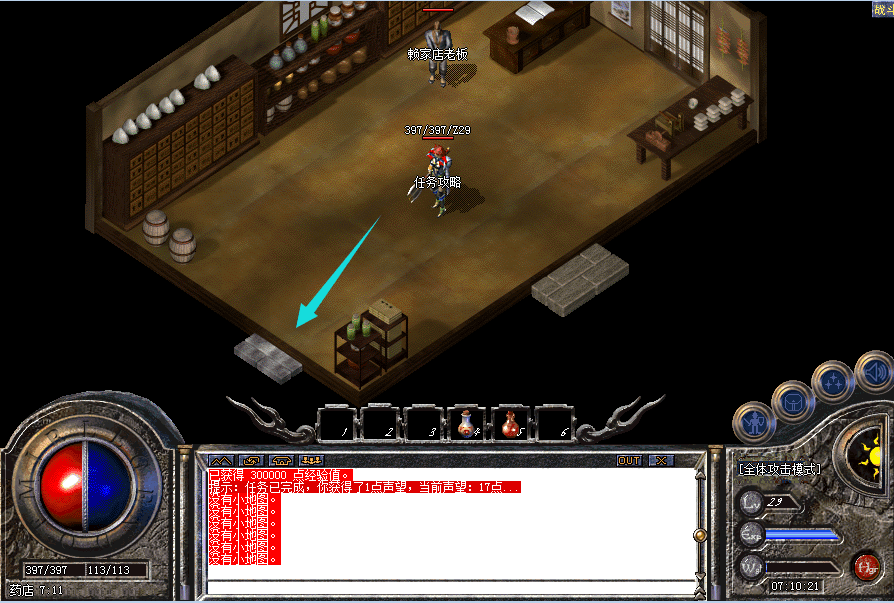 战斗
赖家店老板
397/397/Z29
任务攻略
1 2 3 4 5 6
OUT
已获得 300000 点经验值。
提示: 任务已完成，你获得了1点声望，当前声望: 17点...
没有小地图。
没有小地图。
没有小地图。
没有小地图。
没有小地图。
没有小地图。
[全体攻击模式]
Lv 29
Exp
Wt
Hgr
07:10:21
397/397 113/113
药店 7:11